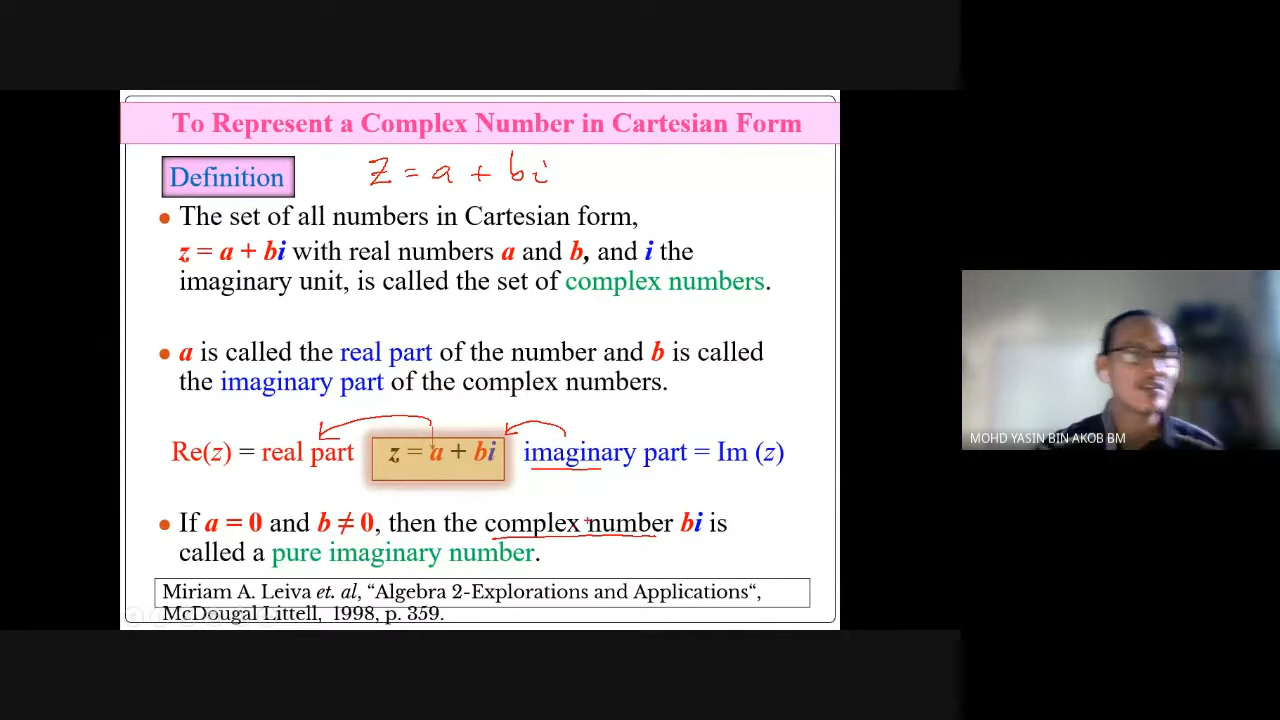 To Represent a Complex Number in Cartesian Form
Definition
z = a + bi
The set of all numbers in Cartesian form,
z = a + bi with real numbers a and b, and i the
imaginary unit, is called the set of complex numbers.
a is called the real part of the number and b is called
the imaginary part of the complex numbers.
Re(z) = real part z = a + bi imaginary part = Im (z)
If a = 0 and b ≠ 0, then the complex number bi is
called a pure imaginary number.
Miriam A. Leiva et. al, “Algebra 2-Explorations and Applications“,
McDougal Littell, 1998, p. 359.
MOHD YASIN BIN AKOB BM